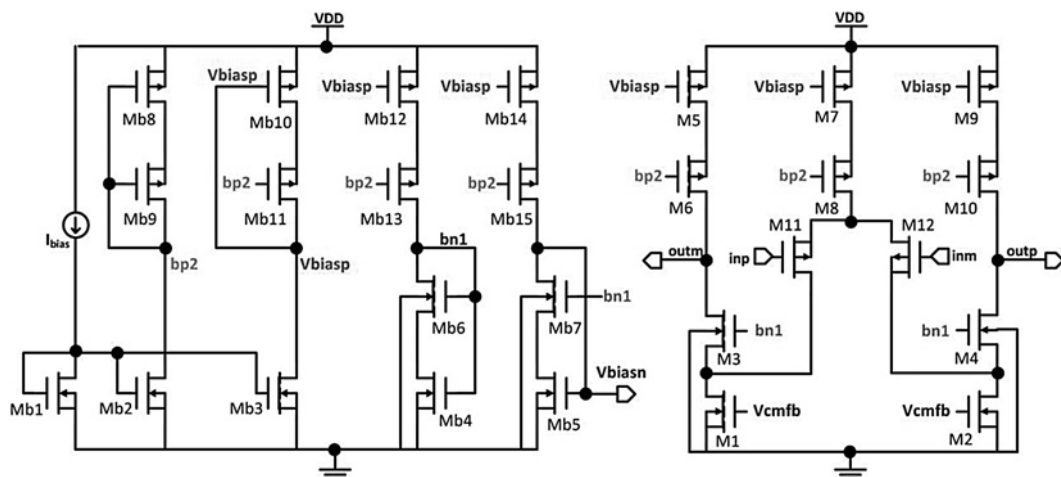 VDD
VDD
Vbiasp
Vbiasp
Vbiasp
Vbiasp
Vbiasp
Vbiasp
Mb8
Mb10
Mb12
Mb14
M5
M7
M9
bp2
bp2
bp2
bp2
bp2
bp2
Mb9
Mb11
Mb13
Mb15
M6
M8
M10
Ibias
bp2
Vbiasp
bn1
M11
M12
outm
inp
inm
outp
Mb6
Mb7
bn1
bn1
bn1
M3
M4
Vbiasn
Mb1
Mb2
Mb3
Mb4
Mb5
Vcmfb
Vcmfb
M1
M2